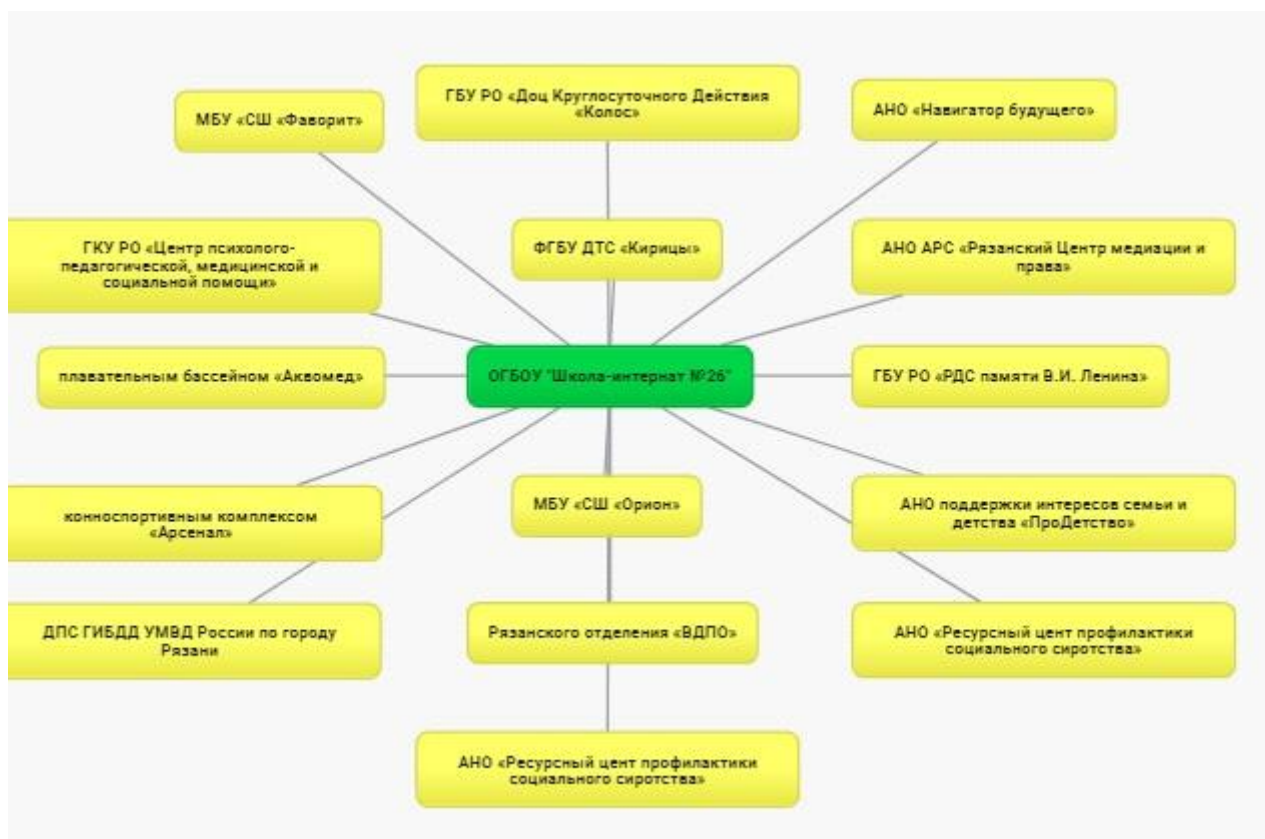 ГБУ РО «Доц Круглосуточного Действия
«Колос»
МБУ «СШ «Фаворит»
АНО «Навигатор будущего»
ГКУ РО «Центр психолого-
педагогической, медицинской и
социальной помощи»
ФГБУ ДТС «Кирицы»
АНО АРС «Рязанский Центр медиации и
права»
плавательным бассейном «Аквомед»
ОГБОУ "Школа-интернат №26"
ГБУ РО «РДС памяти В.И. Ленина»
конноспортивным комплексом
«Арсенал»
МБУ «СШ «Орион»
АНО поддержки интересов семьи и
детства «ПроДетство»
ДПС ГИБДД УМВД России по городу
Рязани
Рязанского отделения «ВДПО»
АНО «Ресурсный цент профилактики
социального сиротства»
АНО «Ресурсный цент профилактики
социального сиротства»